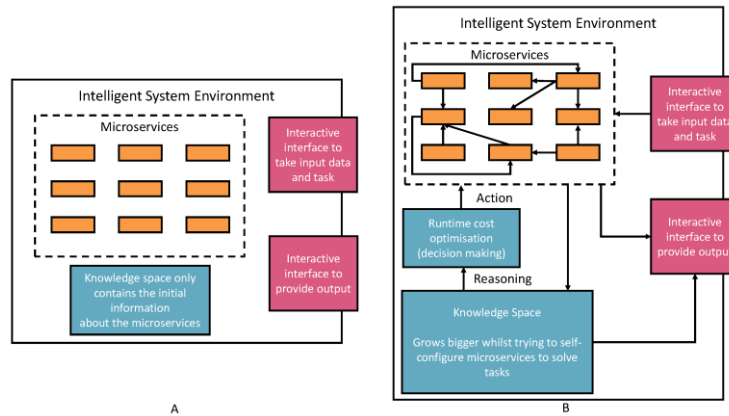 Intelligent System Environment
Microservices
Interactive
interface to
take input data
and task
Interactive
interface to
provide output
Knowledge space only
contains the initial
information
about the microservices
A
Intelligent System Environment
Microservices
Interactive
interface to
take input data
and task
Action
Runtime cost
optimisation
(decision making)
Interactive
interface to
provide output
Reasoning
Knowledge Space
Grows bigger whilst trying to self-
configure microservices to solve
tasks
B